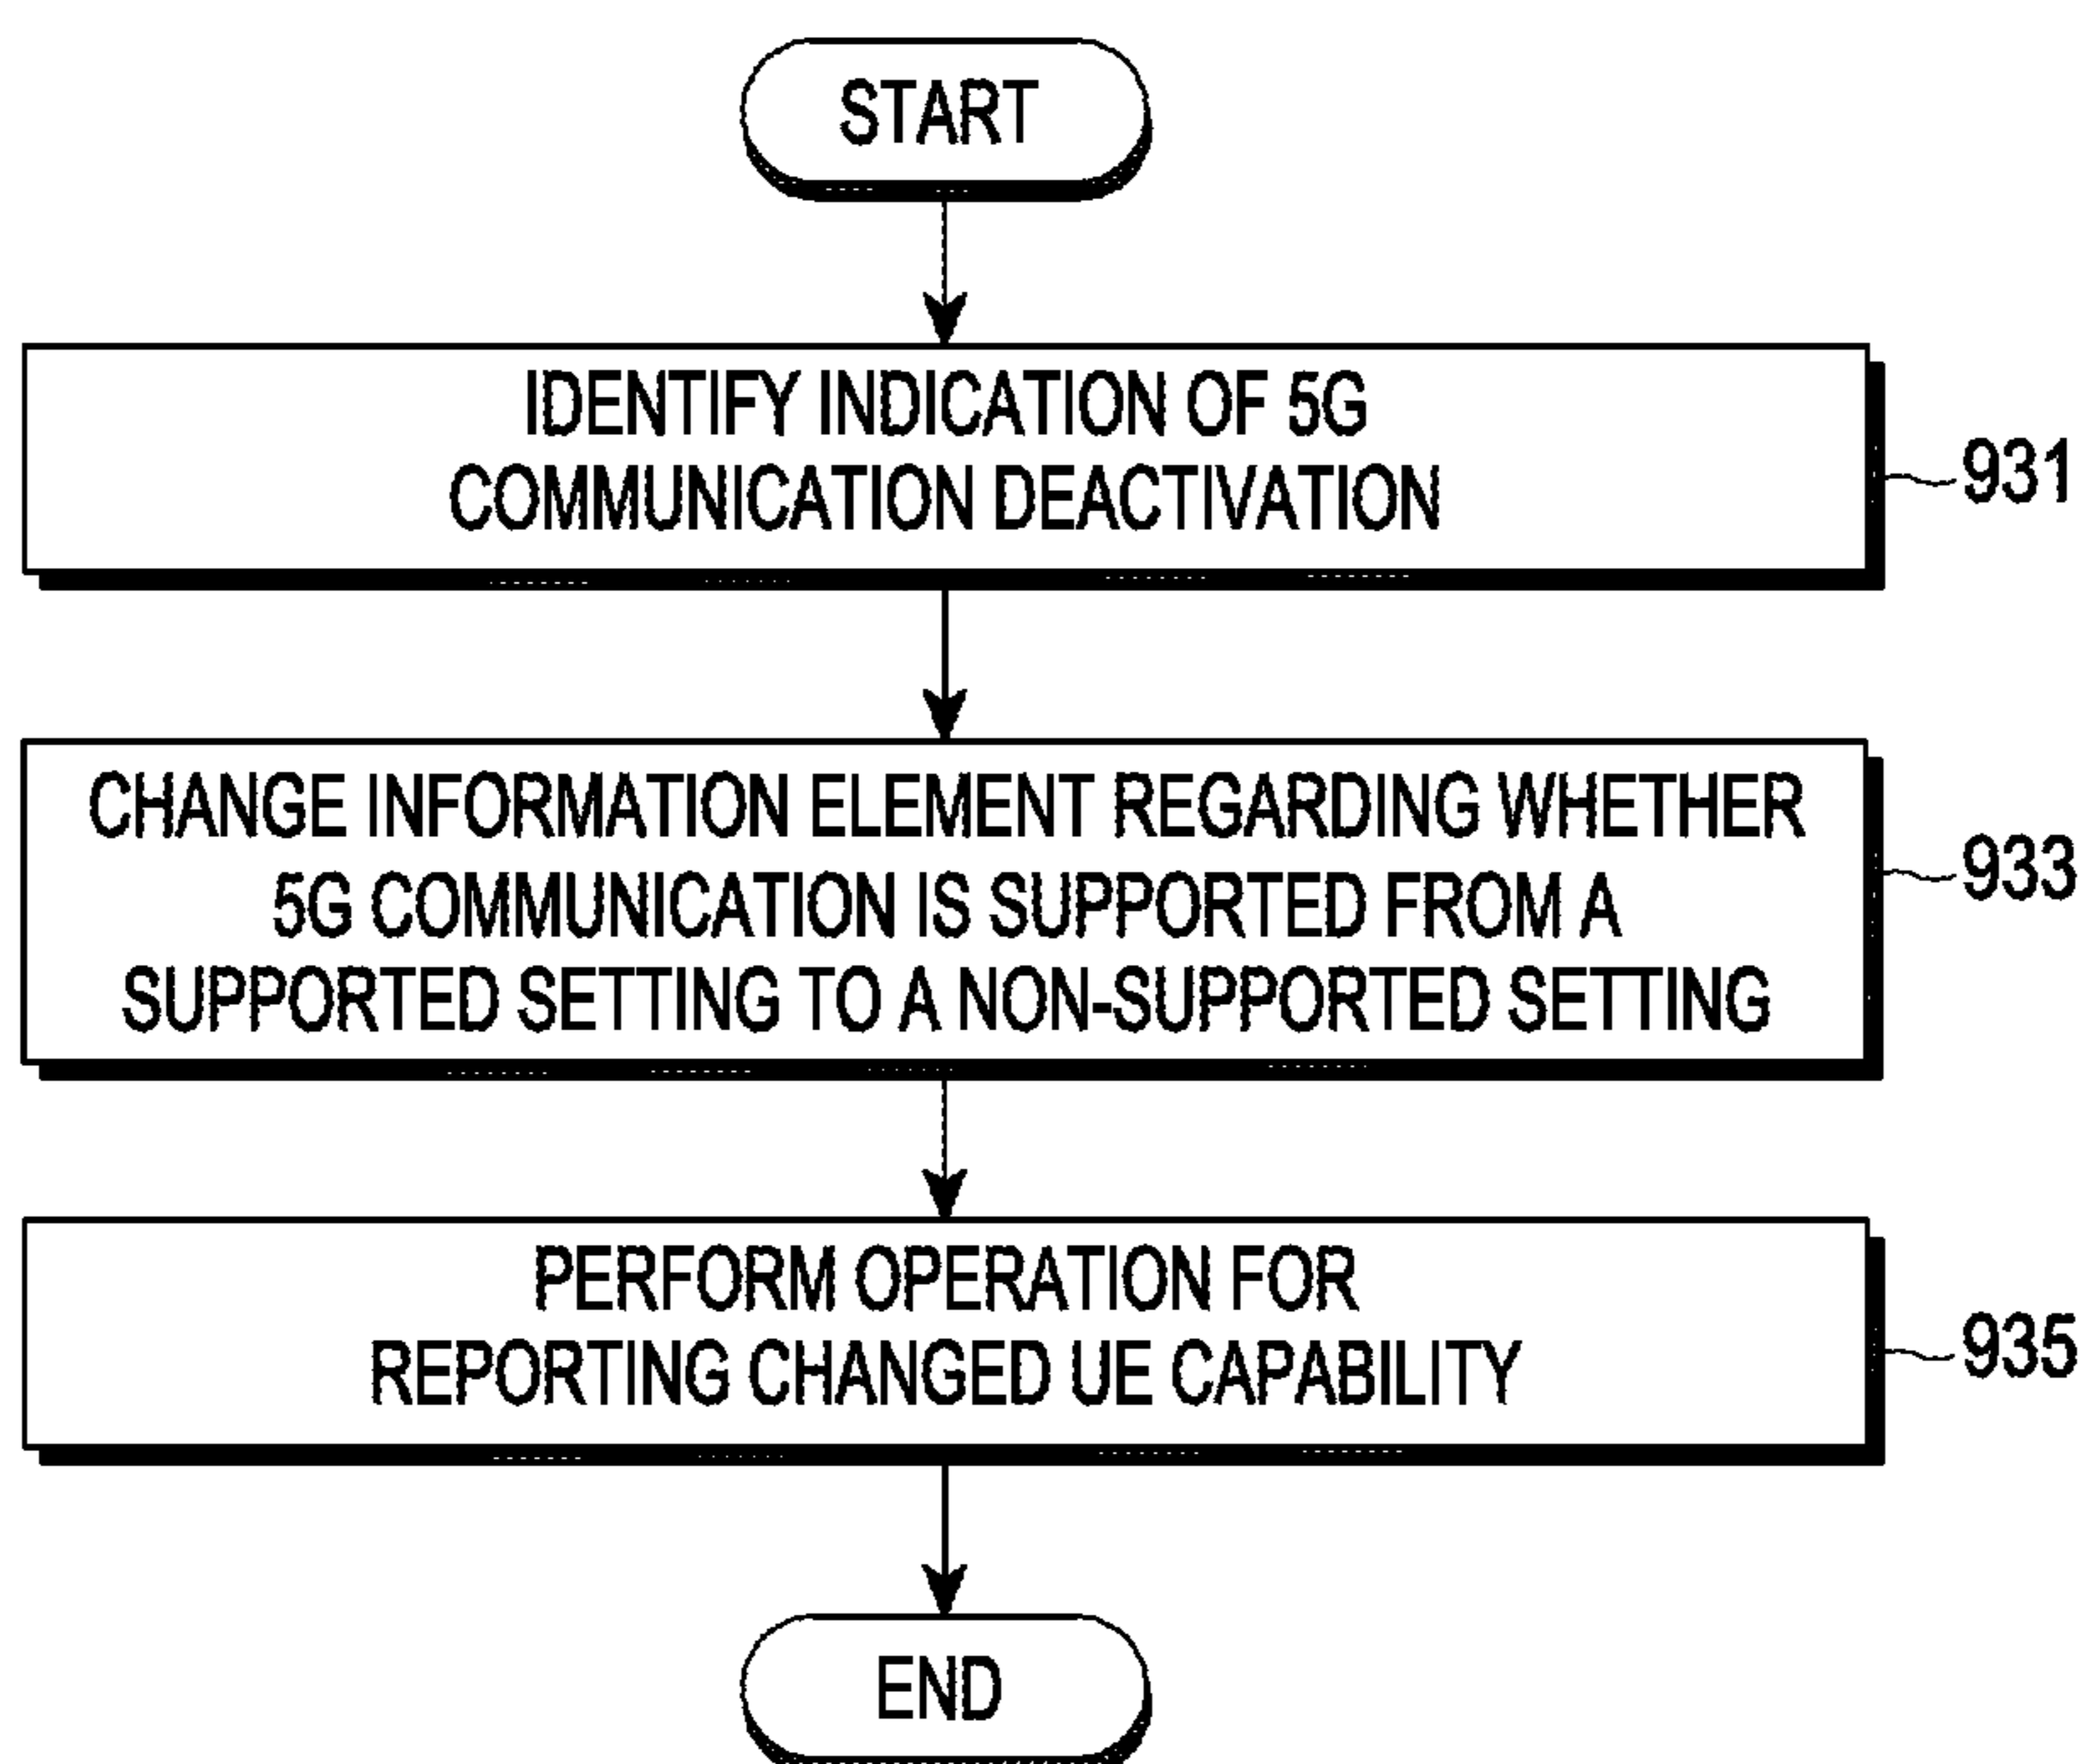 START
IDENTIFY INDICATION OF 5G
COMMUNICATION DEACTIVATION
931
CHANGE INFORMATION ELEMENT REGARDING WHETHER
5G COMMUNICATION IS SUPPORTED FROM A
SUPPORTED SETTING TO A NON-SUPPORTED SETTING
933
PERFORM OPERATION FOR
REPORTING CHANGED UE CAPABILITY
935
END